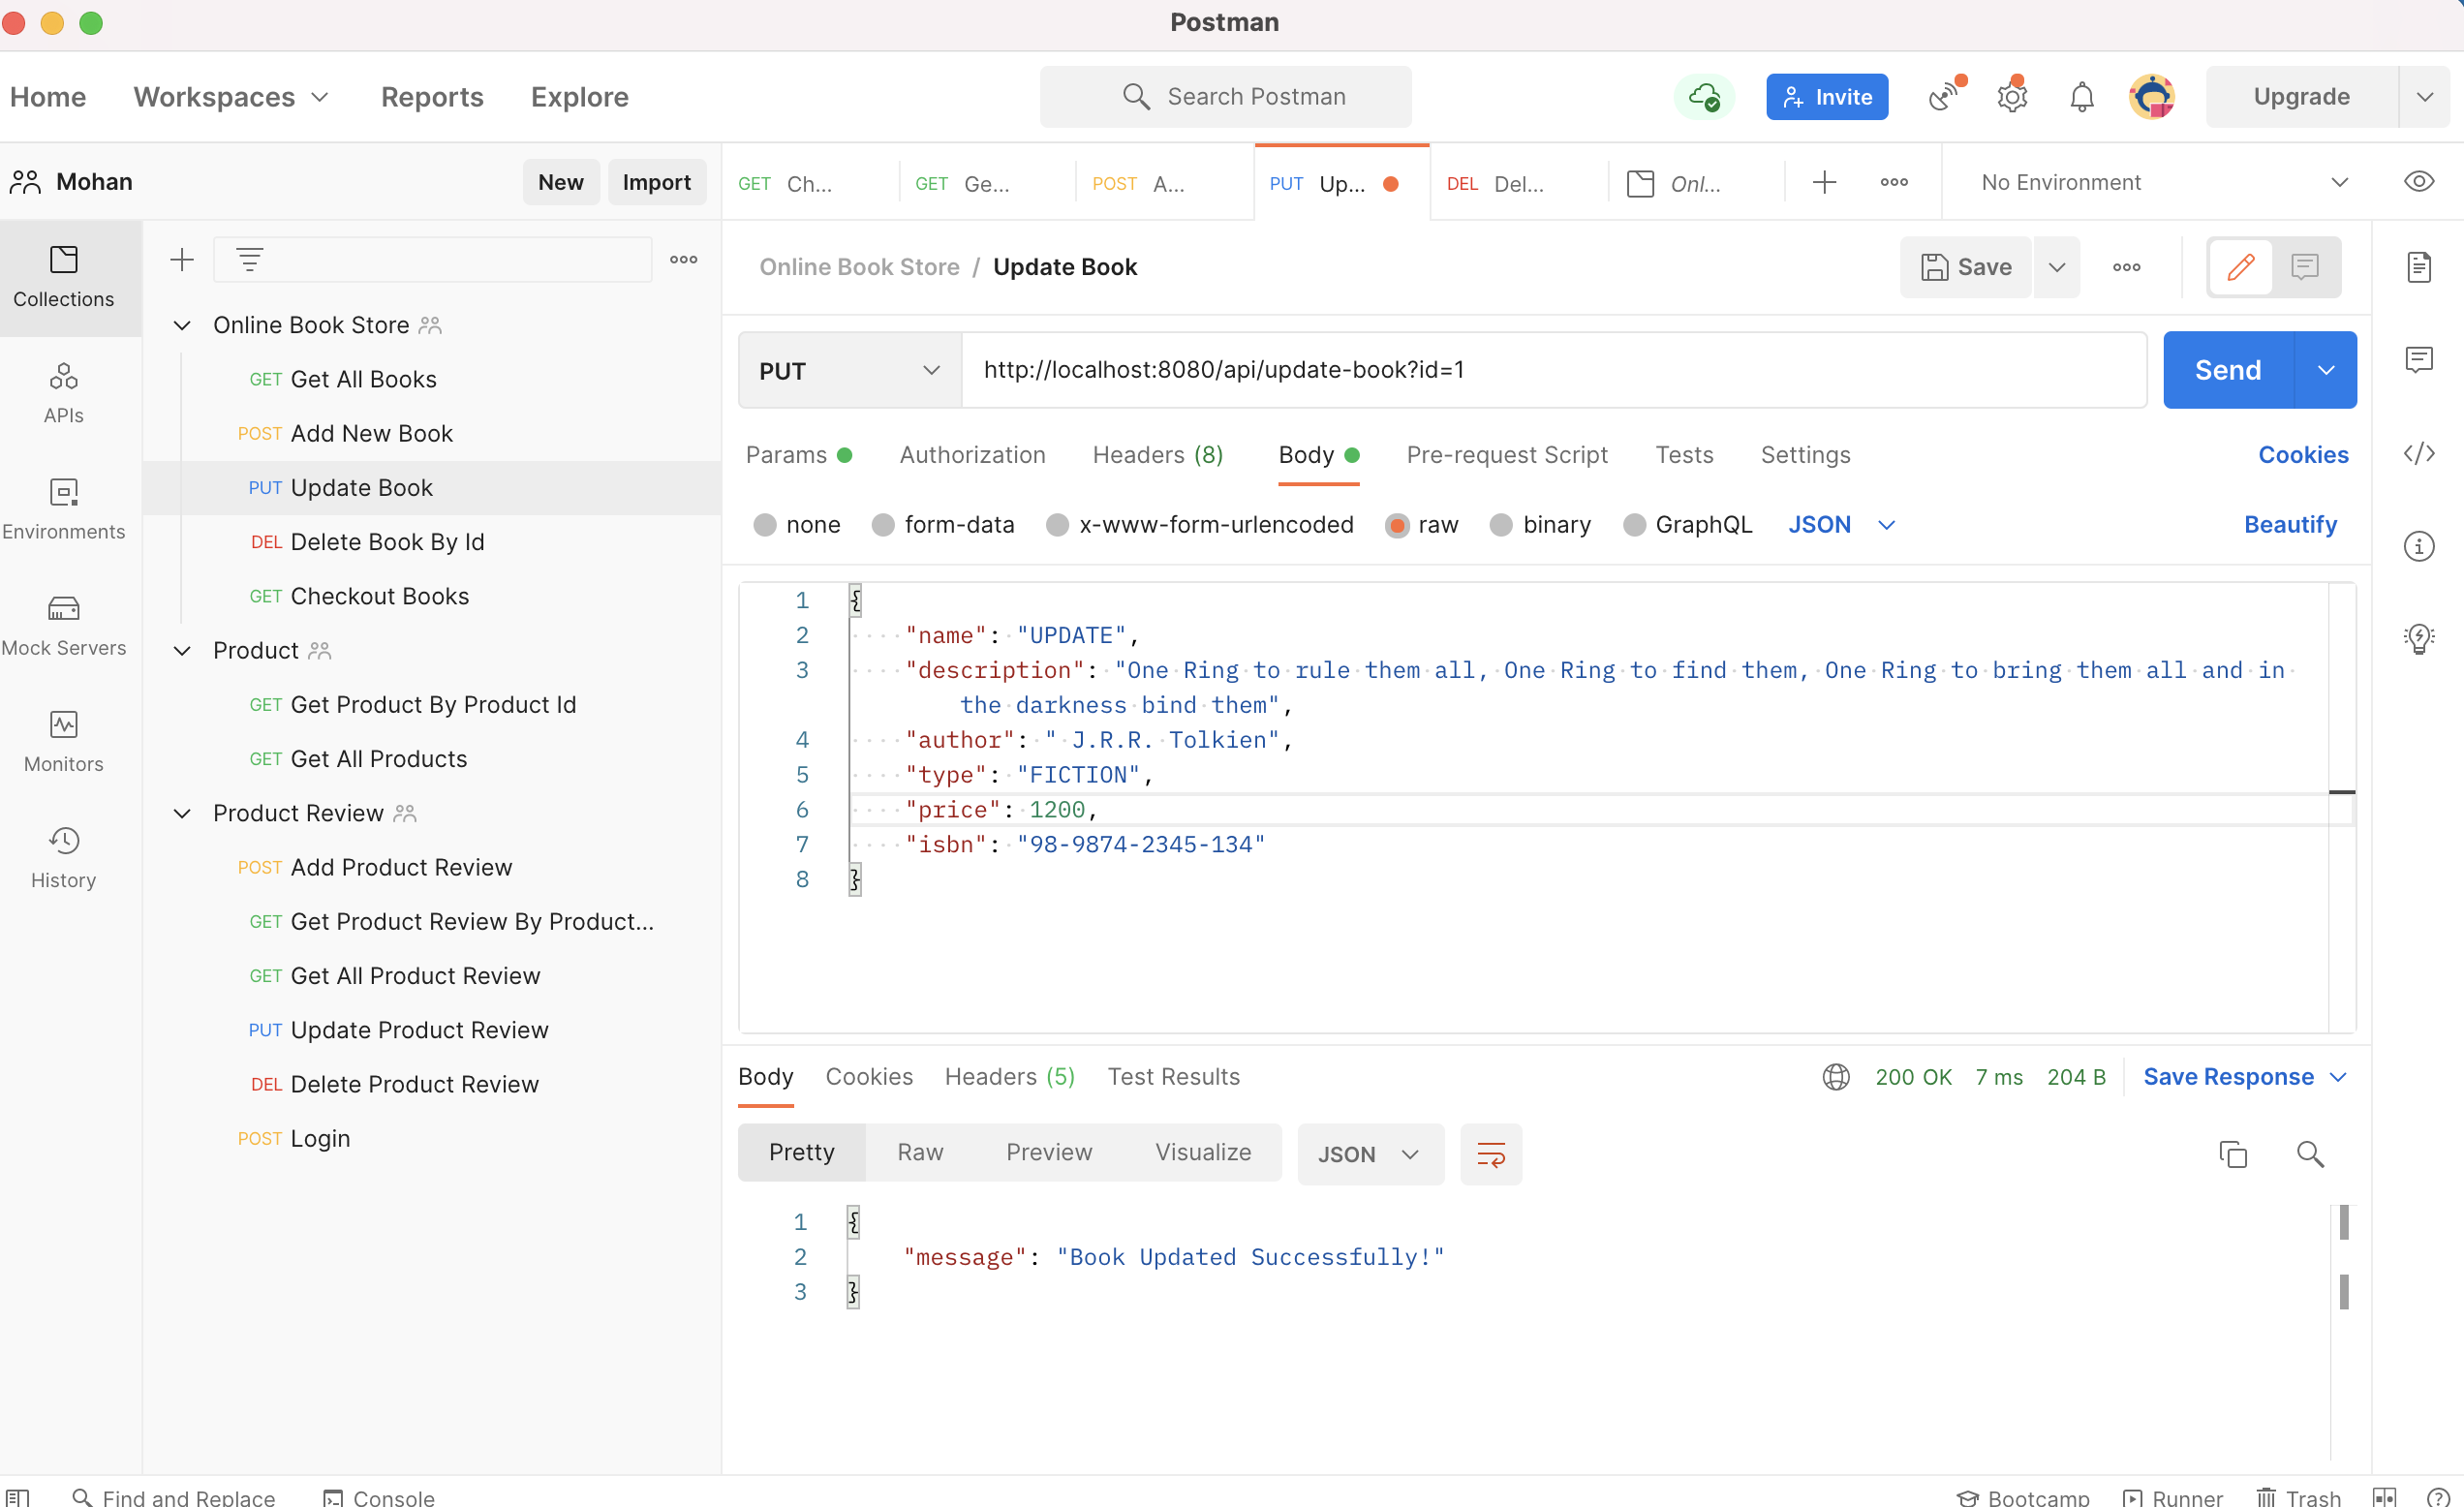 Postman
Home Workspaces Reports Explore Search Postman Invite Upgrade
Mohan New Import GET Ch... GET Ge... POST A... PUT Up... DEL Del... Onl... No Environment
Collections
APIs
Environments
Mock Servers
Monitors
History
Online Book Store
GET Get All Books
POST Add New Book
PUT Update Book
DEL Delete Book By Id
GET Checkout Books
Product
GET Get Product By Product Id
GET Get All Products
Product Review
POST Add Product Review
GET Get Product Review By Product...
GET Get All Product Review
PUT Update Product Review
DEL Delete Product Review
POST Login
Online Book Store / Update Book Save
PUT http://localhost:8080/api/update-book?id=1 Send
Params Authorization Headers (8) Body Pre-request Script Tests Settings Cookies
none form-data x-www-form-urlencoded raw binary GraphQL JSON Beautify
1 {
2 "name": "UPDATE",
3 "description": "One Ring to rule them all, One Ring to find them, One Ring to bring them all and in
the darkness bind them",
4 "author": " J.R.R. Tolkien",
5 "type": "FICTION",
6 "price": 1200,
7 "isbn": "98-9874-2345-134"
8 }
Body Cookies Headers (5) Test Results 200 OK 7 ms 204 B Save Response
Pretty Raw Preview Visualize JSON
1 {
2 "message": "Book Updated Successfully!"
3 }
Find and Replace Console Bootcamp Runner Trash